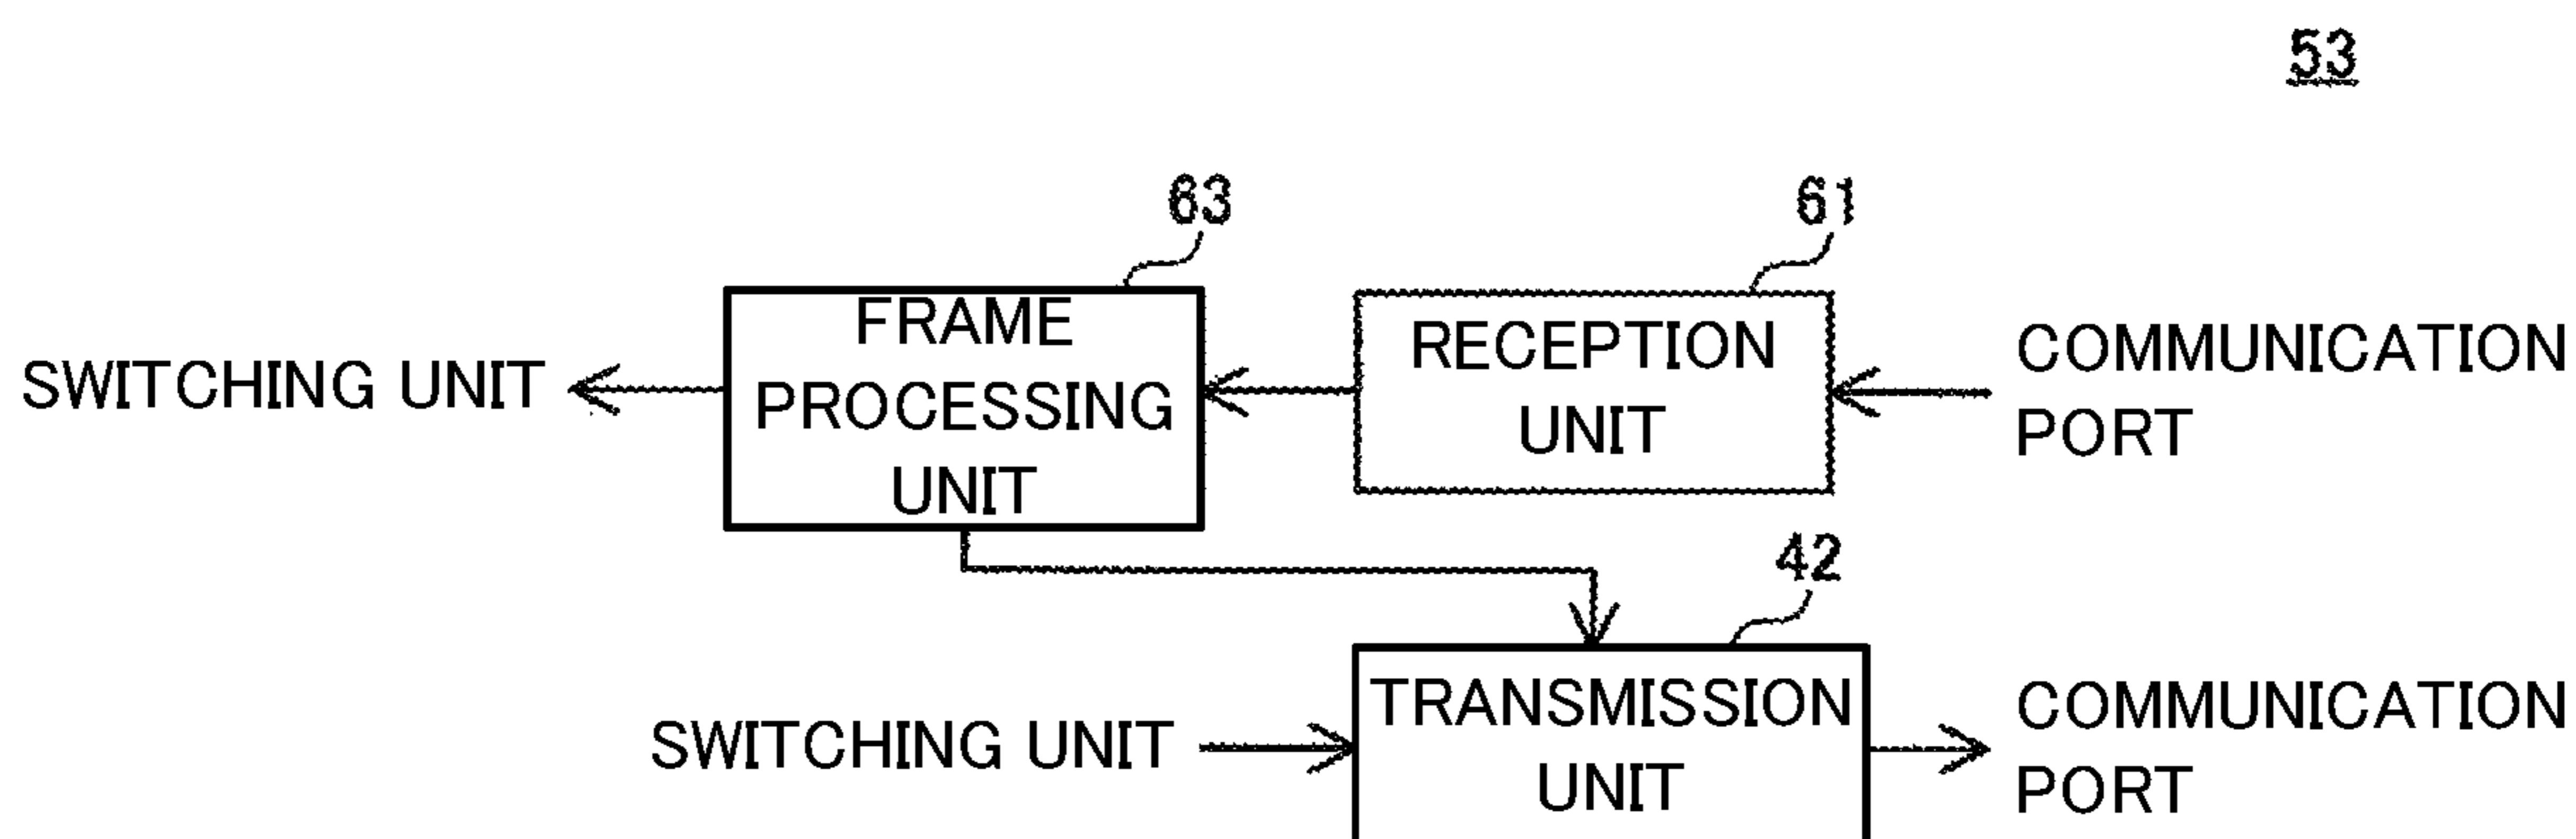 53
63
61
FRAME
PROCESSING
UNIT
RECEPTION
UNIT
SWITCHING UNIT
COMMUNICATION
PORT
42
SWITCHING UNIT
TRANSMISSION
UNIT
COMMUNICATION
PORT